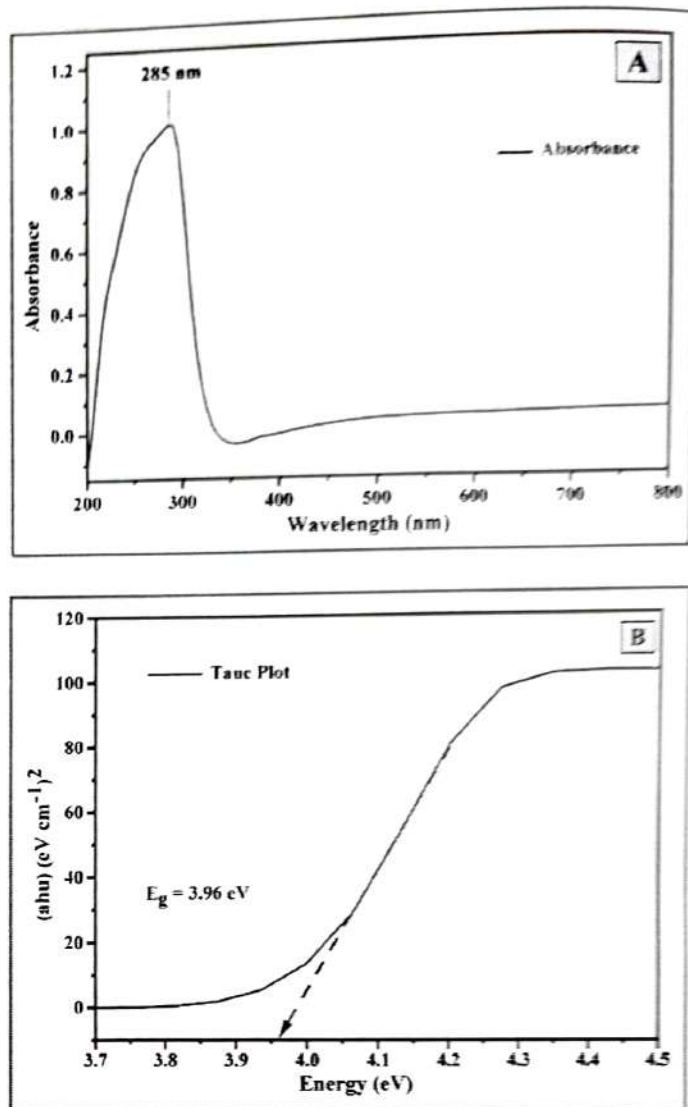 A
285 nm
Absorbance
1.2
1.0
0.8
0.6
0.4
0.2
0.0
Absorbance
200 300 400 500 600 700 800
Wavelength (nm)
B
Tauc Plot
120
100
80
60
40
20
0
(ahu) (eV cm⁻¹)²
E_g = 3.96 eV
3.7 3.8 3.9 4.0 4.1 4.2 4.3 4.4 4.5
Energy (eV)